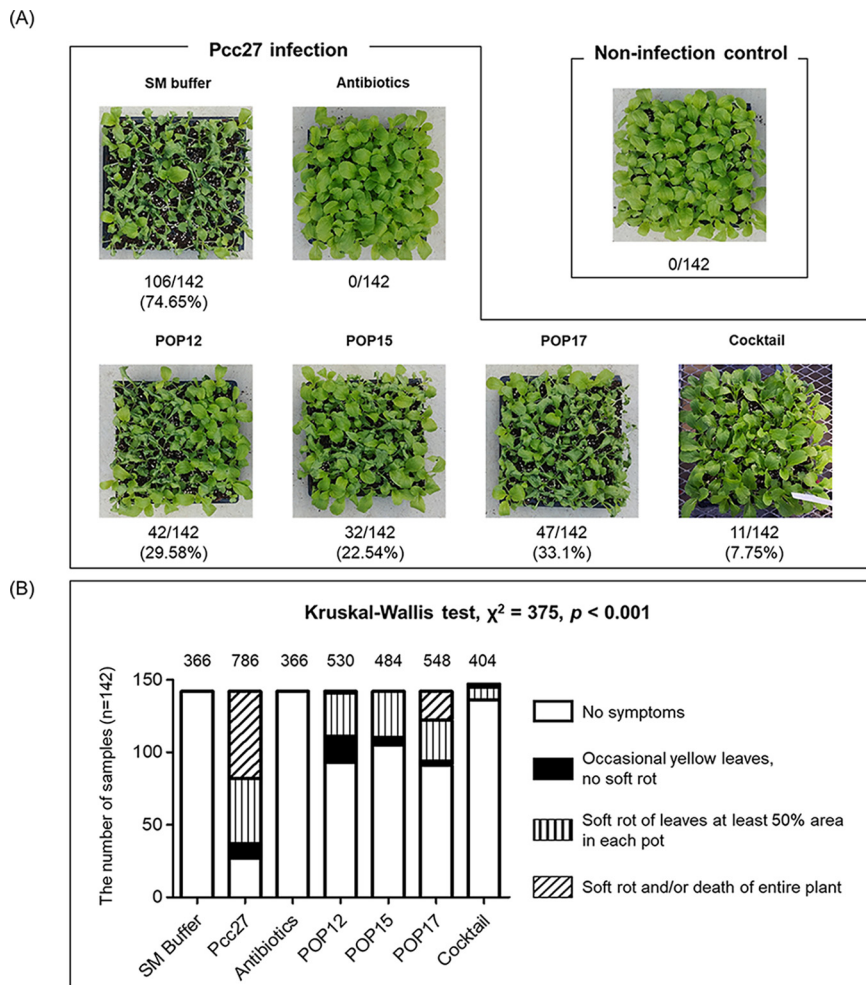 (A)
Pcc27 infection
Non-infection control
SM buffer
Antibiotics
106/142
(74.65%)
0/142
0/142
POP12
POP15
POP17
Cocktail
42/142
(29.58%)
32/142
(22.54%)
47/142
(33.1%)
11/142
(7.75%)
(B)
Kruskal-Wallis test, χ² = 375, p < 0.001
366 786 366 530 484 548 404
The number of samples (n=142)
150
100
50
0
SM Buffer
Pcc27
Antibiotics
POP12
POP15
POP17
Cocktail
No symptoms
Occasional yellow leaves,
no soft rot
Soft rot of leaves at least 50% area
in each pot
Soft rot and/or death of entire plant